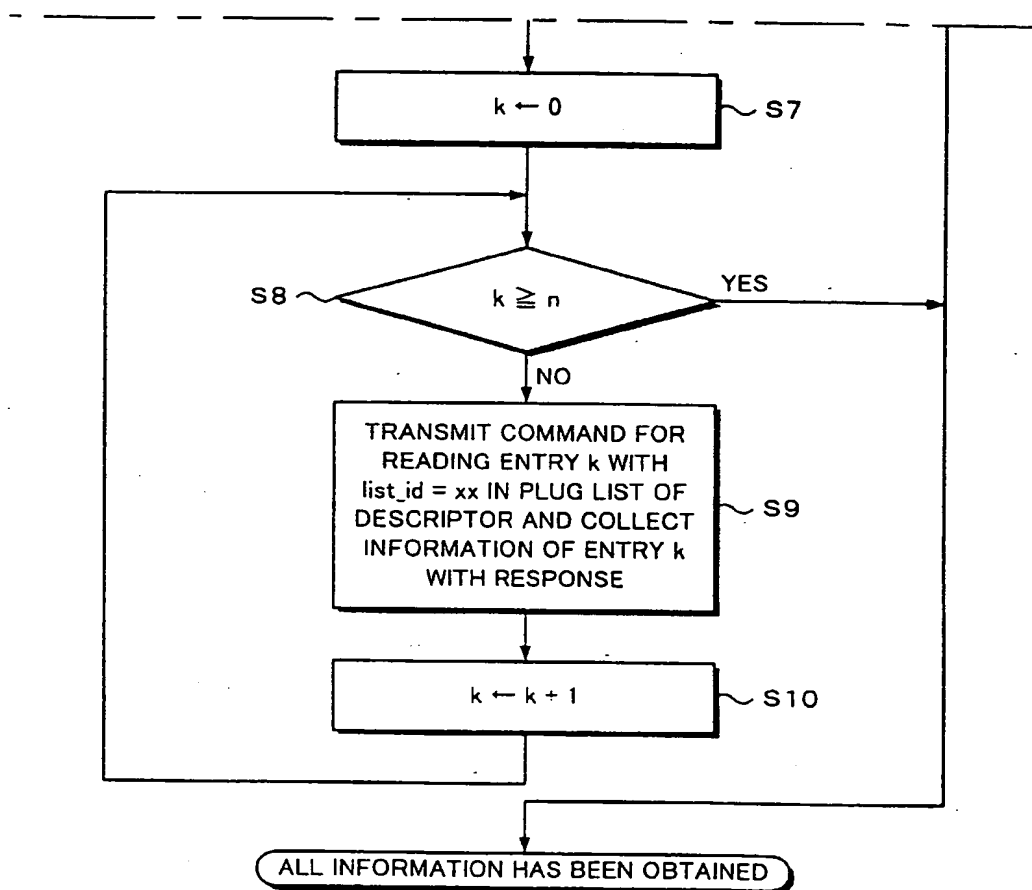 k ← 0
S7
S8
k ≧ n
YES
NO
TRANSMIT COMMAND FOR
READING ENTRY k WITH
list_id = xx IN PLUG LIST OF
DESCRIPTOR AND COLLECT
INFORMATION OF ENTRY k
WITH RESPONSE
S9
k ← k + 1
S10
ALL INFORMATION HAS BEEN OBTAINED